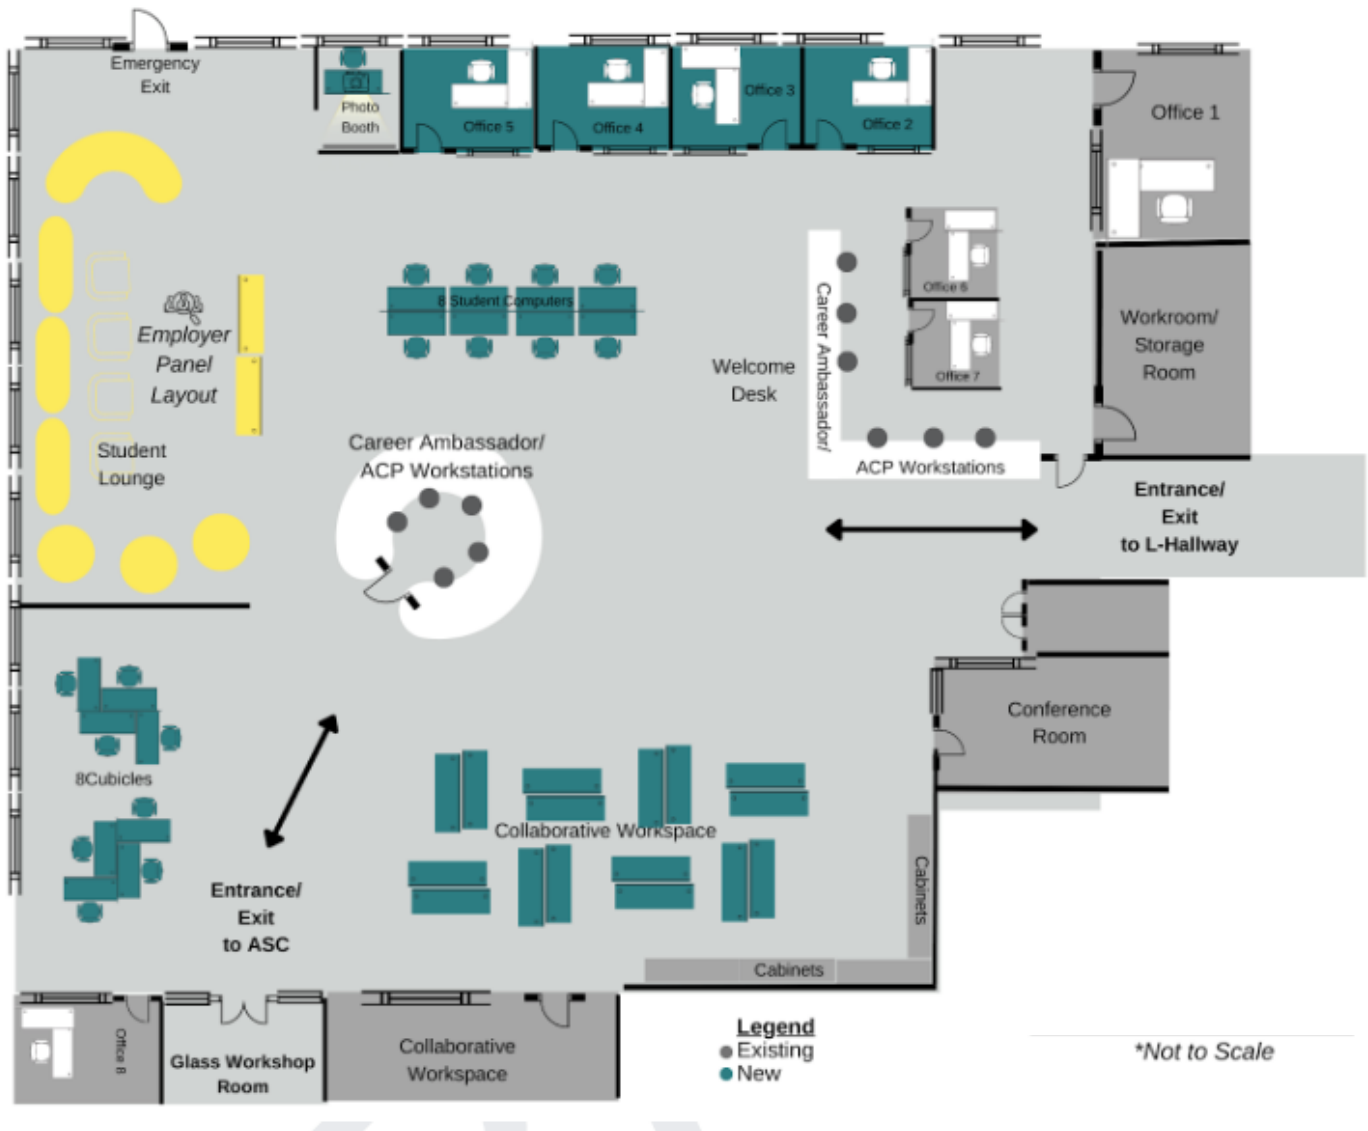 Emergency
Exit
Photo
Booth
Office 5
Office 4
Office 3
Office 2
Office 1
Employer
Panel
Layout
Student
Lounge
8 Student Computers
Career Ambassador/
ACP Workstations
Welcome
Desk
Career Ambassador/
ACP Workstations
Office 6
Office 7
Workroom/
Storage
Room
Entrance/
Exit
to L-Hallway
Conference
Room
8Cubicles
Entrance/
Exit
to ASC
Collaborative Workspace
Cabinets
Cabinets
Office 8
Glass Workshop
Room
Collaborative
Workspace
Legend
Existing
New
*Not to Scale